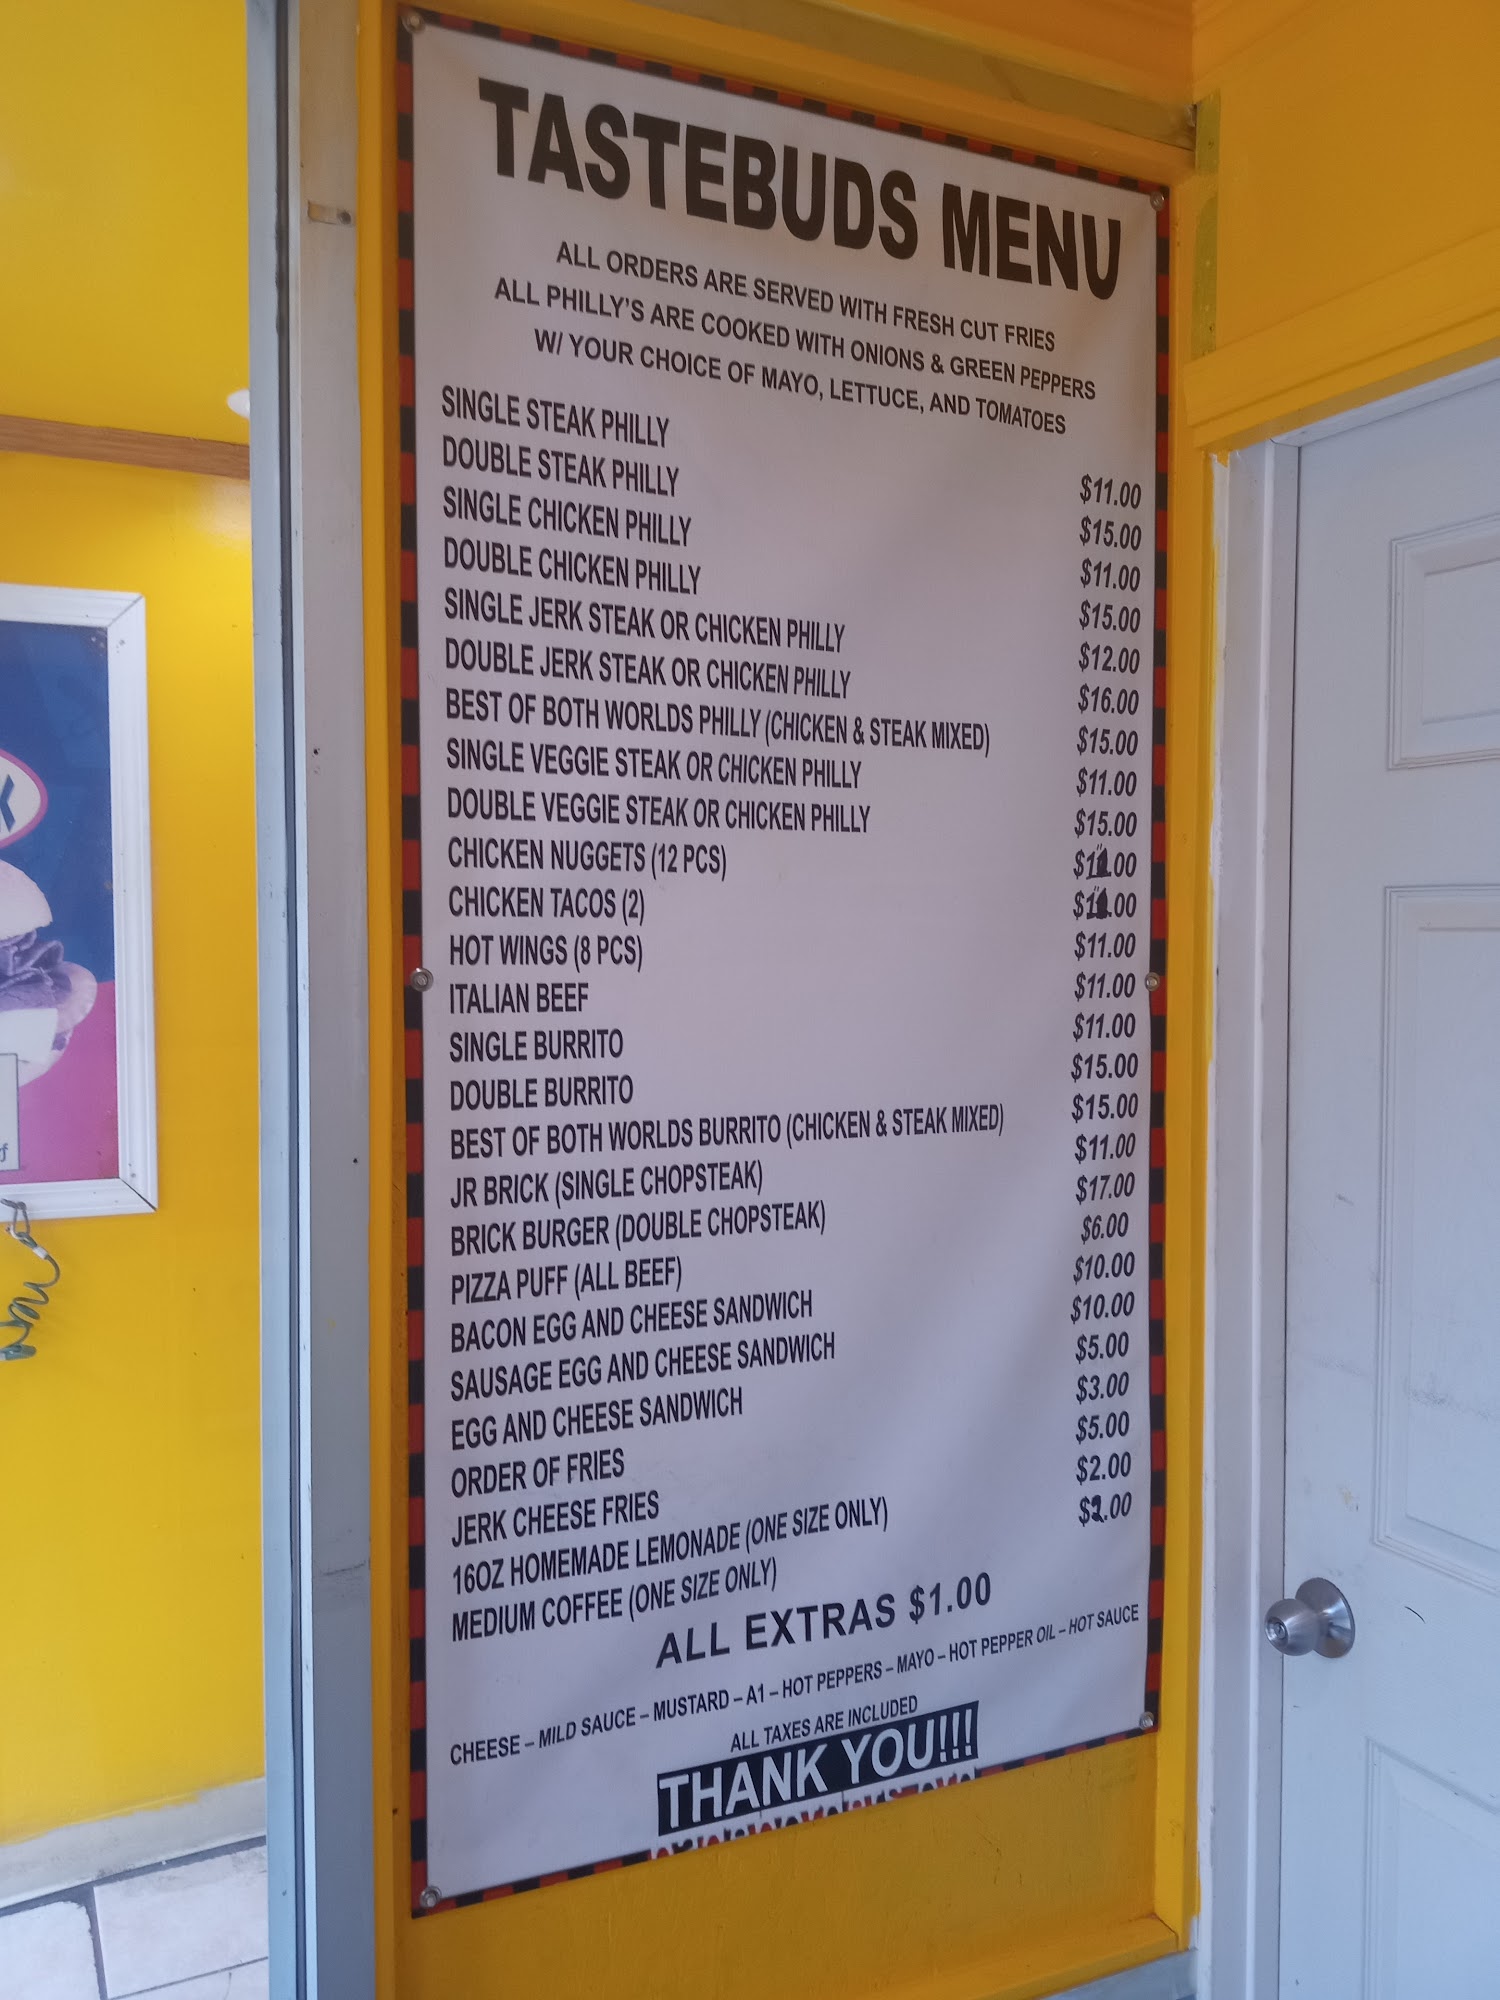 TASTEBUDS MENU
ALL ORDERS ARE SERVED WITH FRESH CUT FRIES
ALL PHILLY'S ARE COOKED WITH ONIONS & GREEN PEPPERS
W/ YOUR CHOICE OF MAYO, LETTUCE, AND TOMATOES
SINGLE STEAK PHILLY $11.00
DOUBLE STEAK PHILLY $15.00
SINGLE CHICKEN PHILLY $11.00
DOUBLE CHICKEN PHILLY $15.00
SINGLE JERK STEAK OR CHICKEN PHILLY $12.00
DOUBLE JERK STEAK OR CHICKEN PHILLY $16.00
BEST OF BOTH WORLDS PHILLY (CHICKEN & STEAK MIXED) $15.00
SINGLE VEGGIE STEAK OR CHICKEN PHILLY $11.00
DOUBLE VEGGIE STEAK OR CHICKEN PHILLY $15.00
CHICKEN NUGGETS (12 PCS)
CHICKEN TACOS (2)
HOT WINGS (8 PCS) $11.00
ITALIAN BEEF $11.00
SINGLE BURRITO $11.00
DOUBLE BURRITO $15.00
BEST OF BOTH WORLDS BURRITO (CHICKEN & STEAK MIXED) $15.00
JR BRICK (SINGLE CHOPSTEAK) $11.00
BRICK BURGER (DOUBLE CHOPSTEAK) $17.00
PIZZA PUFF (ALL BEEF) $6.00
BACON EGG AND CHEESE SANDWICH $10.00
SAUSAGE EGG AND CHEESE SANDWICH $10.00
EGG AND CHEESE SANDWICH $5.00
ORDER OF FRIES $3.00
JERK CHEESE FRIES $5.00
16OZ HOMEMADE LEMONADE (ONE SIZE ONLY) $2.00
MEDIUM COFFEE (ONE SIZE ONLY) $2.00
ALL EXTRAS $1.00
CHEESE – MILD SAUCE – MUSTARD – A1 – HOT PEPPERS – MAYO – HOT PEPPER OIL – HOT SAUCE
ALL TAXES ARE INCLUDED
THANK YOU!!!